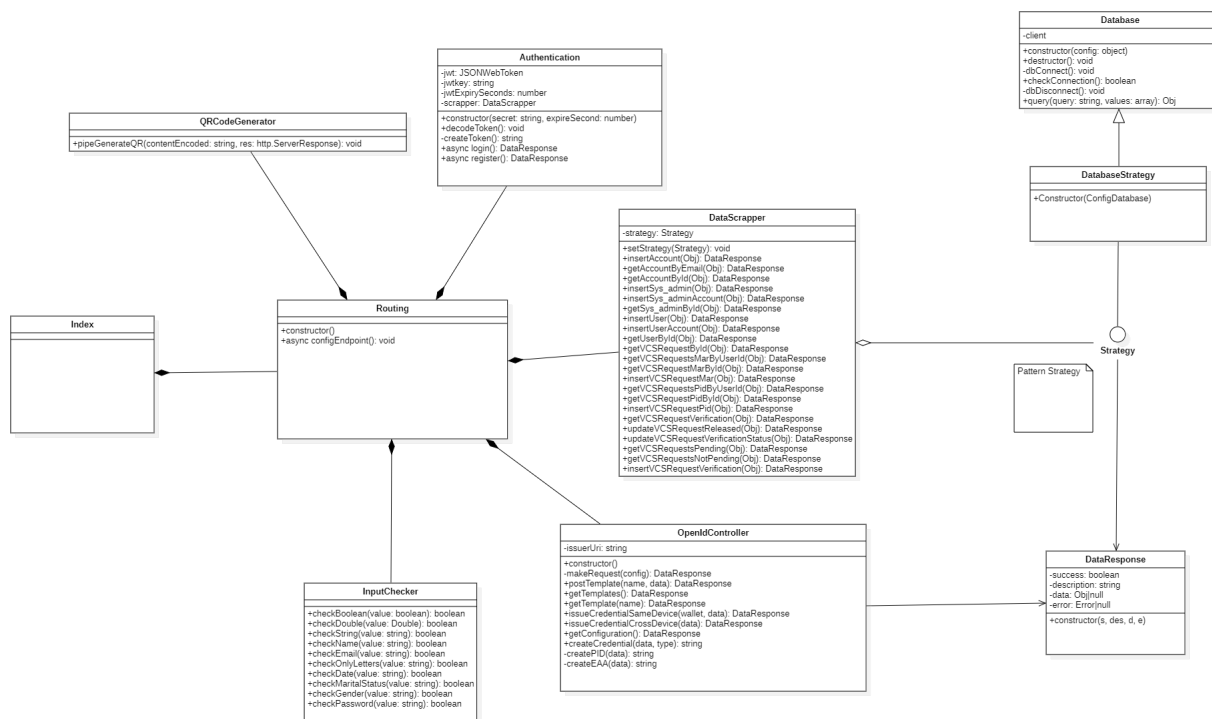 Database
-client
+constructor(config: object)
+destructor(): void
-dbConnect(): void
+checkConnection(): boolean
-dbDisconnect(): void
+query(query: string, values: array): Obj
Authentication
-jwt: JSONWebToken
-jwtkey: string
-jwtExpirySeconds: number
-scrapper: DataScrapper
+constructor(secret: string, expireSecond: number)
+decodeToken(): void
-createToken(): string
+async login(): DataResponse
+async register(): DataResponse
QRCodeGenerator
+pipeGenerateQR(contentEncoded: string, res: http.ServerResponse): void
DatabaseStrategy
+Constructor(ConfigDatabase)
DataScrapper
-strategy: Strategy
+setStrategy(Strategy): void
+insertAccount(Obj): DataResponse
+getAccountByEmail(Obj): DataResponse
+getAccountById(Obj): DataResponse
+insertSys_admin(Obj): DataResponse
+insertSys_adminAccount(Obj): DataResponse
+getSys_adminById(Obj): DataResponse
+insertUser(Obj): DataResponse
+insertUserAccount(Obj): DataResponse
+getUserById(Obj): DataResponse
+getVCSRequestById(Obj): DataResponse
+getVCSRequestsMarByUserId(Obj): DataResponse
+getVCSRequestMarById(Obj): DataResponse
+insertVCSRequestMar(Obj): DataResponse
+getVCSRequestsPidByUserId(Obj): DataResponse
+getVCSRequestPidById(Obj): DataResponse
+insertVCSRequestPid(Obj): DataResponse
+getVCSRequestVerification(Obj): DataResponse
+updateVCSRequestReleased(Obj): DataResponse
+updateVCSRequestVerificationStatus(Obj): DataResponse
+getVCSRequestsPending(Obj): DataResponse
+getVCSRequestsNotPending(Obj): DataResponse
+insertVCSRequestVerification(Obj): DataResponse
Routing
+constructor()
+async configEndpoint(): void
Index
Strategy
Pattern Strategy
OpenIdController
-issuerUri: string
+constructor()
-makeRequest(config): DataResponse
+postTemplate(name, data): DataResponse
+getTemplates(): DataResponse
+getTemplate(name): DataResponse
+issueCredentialSameDevice(wallet, data): DataResponse
+issueCredentialCrossDevice(data): DataResponse
+getConfiguration(): DataResponse
+createCredential(data, type): string
-createPID(data): string
-createEAA(data): string
DataResponse
-success: boolean
-description: string
-data: Obj|null
-error: Error|null
+constructor(s, des, d, e)
InputChecker
+checkBoolean(value: boolean): boolean
+checkDouble(value: Double): boolean
+checkString(value: string): boolean
+checkName(value: string): boolean
+checkEmail(value: string): boolean
+checkOnlyLetters(value: string): boolean
+checkDate(value: string): boolean
+checkMaritalStatus(value: string): boolean
+checkGender(value: string): boolean
+checkPassword(value: string): boolean